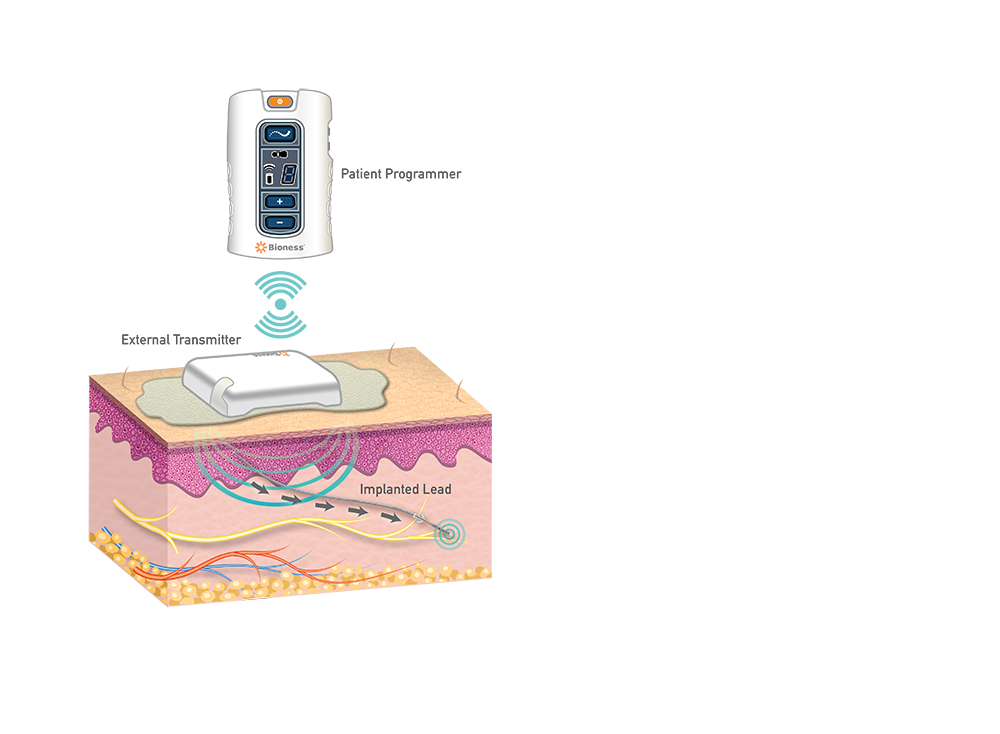 Patient Programmer
+
−
Bioness
External Transmitter
Implanted Lead